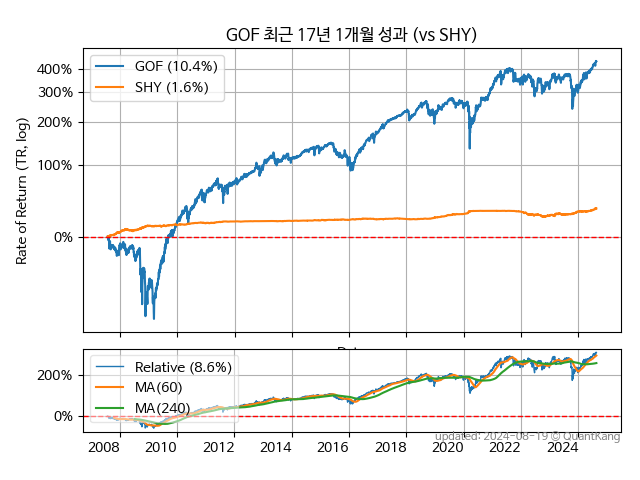 GOF 최근 17년 1개월 성과 (vs SHY)
Rate of Return (TR, log)
400%
300%
200%
100%
0%
GOF (10.4%)
SHY (1.6%)
200%
0%
Relative (8.6%)
MA(60)
MA(240)
2008 2010 2012 2014 2016 2018 2020 2022 2024
updated: 2024-08-19 © QuantKang